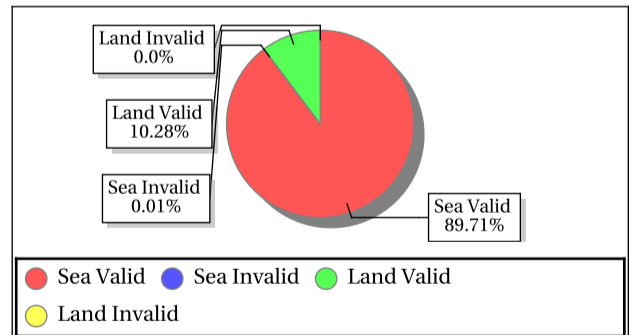 Land Invalid
0.0%
Land Valid
10.28%
Sea Invalid
0.01%
Sea Valid
89.71%
Sea Valid Sea Invalid Land Valid
Land Invalid